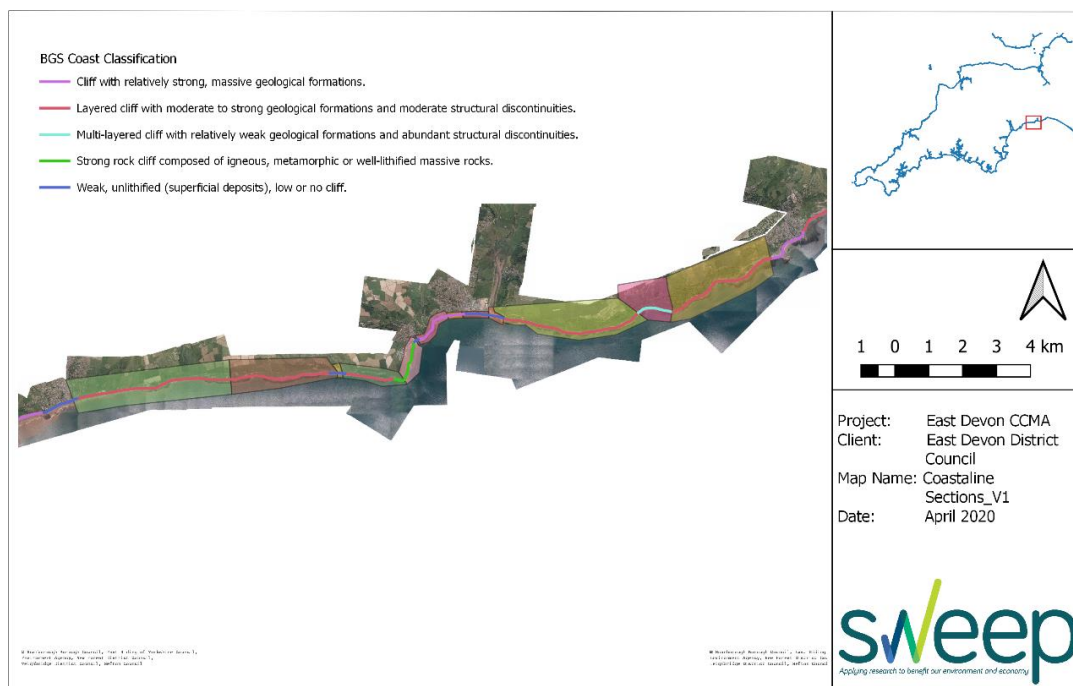 BGS Coast Classification
Cliff with relatively strong, massive geological formations.
Layered cliff with moderate to strong geological formations and moderate structural discontinuities.
Multi-layered cliff with relatively weak geological formations and abundant structural discontinuities.
Strong rock cliff composed of igneous, metamorphic or well-lithified massive rocks.
Weak, unlithified (superficial deposits), low or no cliff.
1 0 1 2 3 4 km
Project: East Devon CCMA
Client: East Devon District
Council
Map Name: Coastaline
Sections_V1
Date: April 2020
sweep
Applying research to benefit our environment and economy